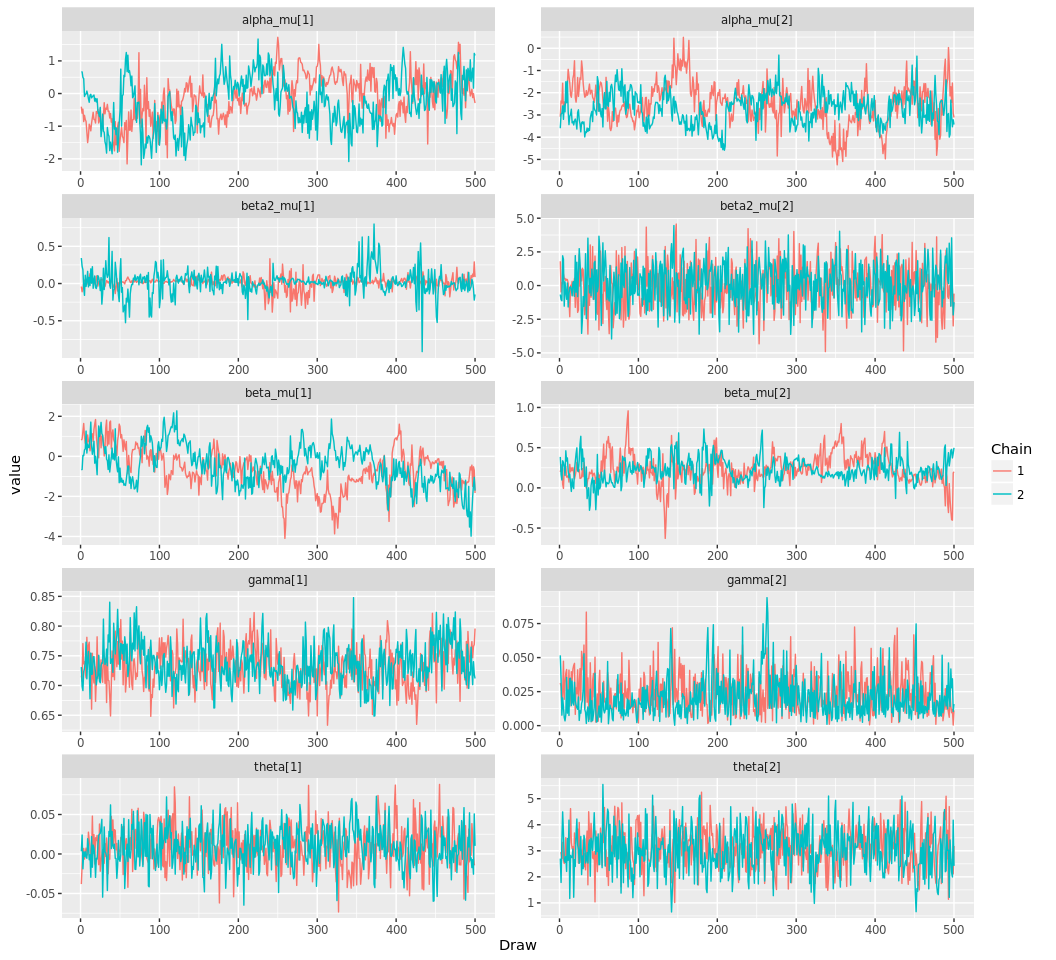 alpha_mu[1] alpha_mu[2]
1 0 -1 -2
0 -1 -2 -3 -4 -5
0 100 200 300 400 500 0 100 200 300 400 500
beta2_mu[1] beta2_mu[2]
0.5 0.0 -0.5
5.0 2.5 0.0 -2.5 -5.0
0 100 200 300 400 500 0 100 200 300 400 500
beta_mu[1] beta_mu[2]
2 0 -2 -4
1.0 0.5 0.0 -0.5
0 100 200 300 400 500 0 100 200 300 400 500
value
Chain
1
2
gamma[1] gamma[2]
0.85 0.80 0.75 0.70 0.65
0.075 0.050 0.025 0.000
0 100 200 300 400 500 0 100 200 300 400 500
theta[1] theta[2]
0.05 0.00 -0.05
5 4 3 2 1
0 100 200 300 400 500 0 100 200 300 400 500
Draw